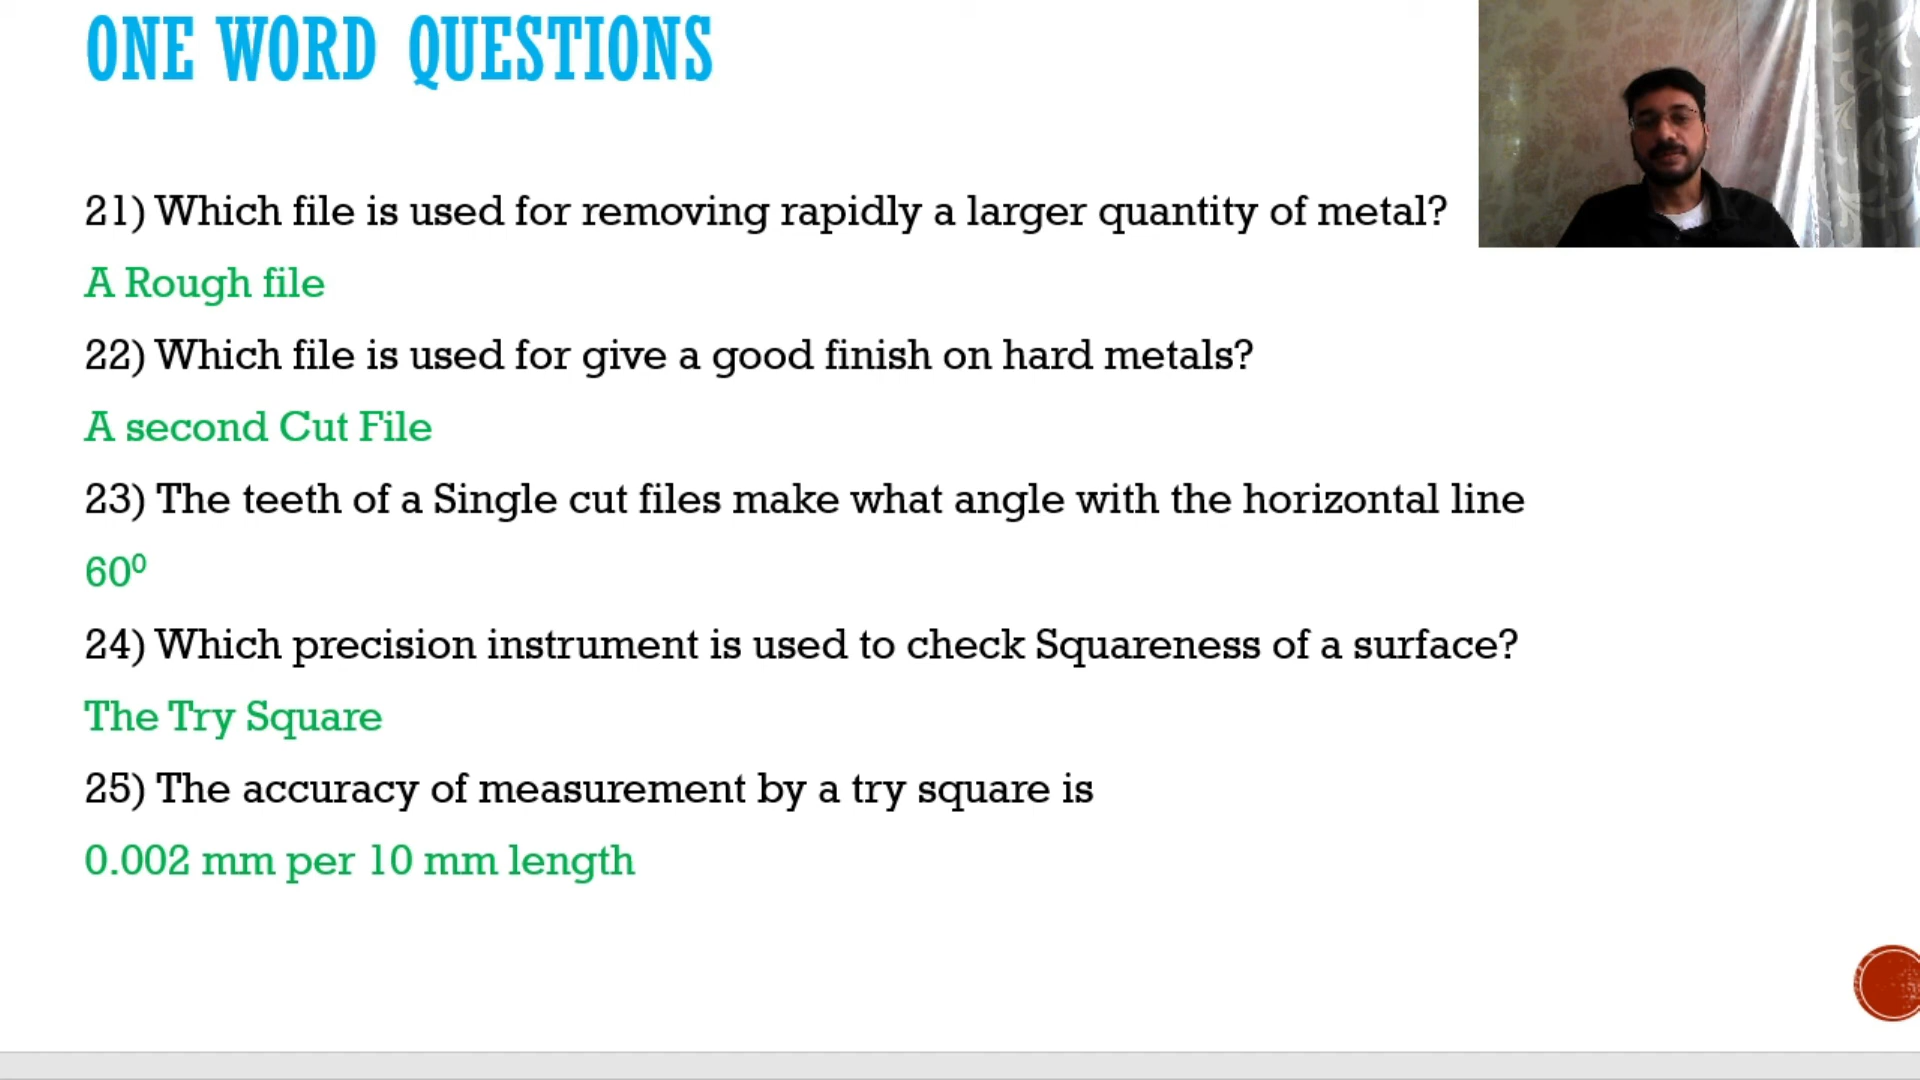 ONE WORD QUESTIONS
21) Which file is used for removing rapidly a larger quantity of metal?
A Rough file
22) Which file is used for give a good finish on hard metals?
A second Cut File
23) The teeth of a Single cut files make what angle with the horizontal line
60⁰
24) Which precision instrument is used to check Squareness of a surface?
The Try Square
25) The accuracy of measurement by a try square is
0.002 mm per 10 mm length